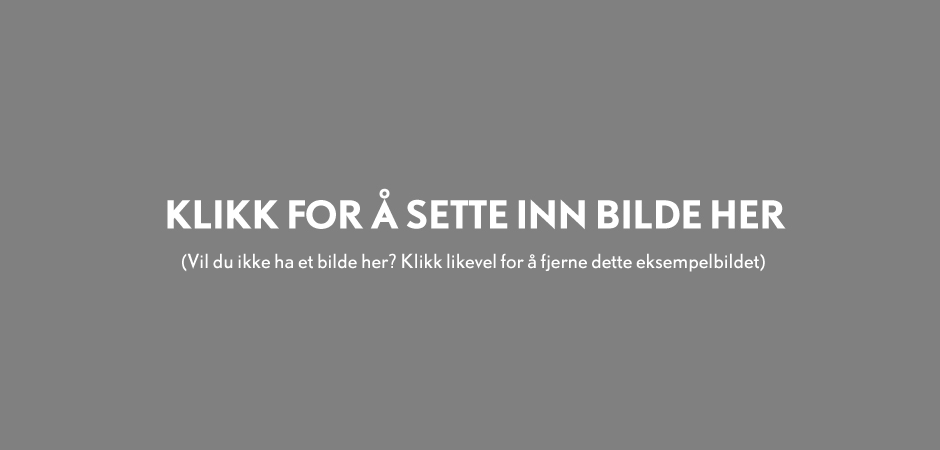 KLIKK FOR Å SETTE INN BILDE HER
(Vil du ikke ha et bilde her? Klikk likevel for å fjerne dette eksempelbildet)